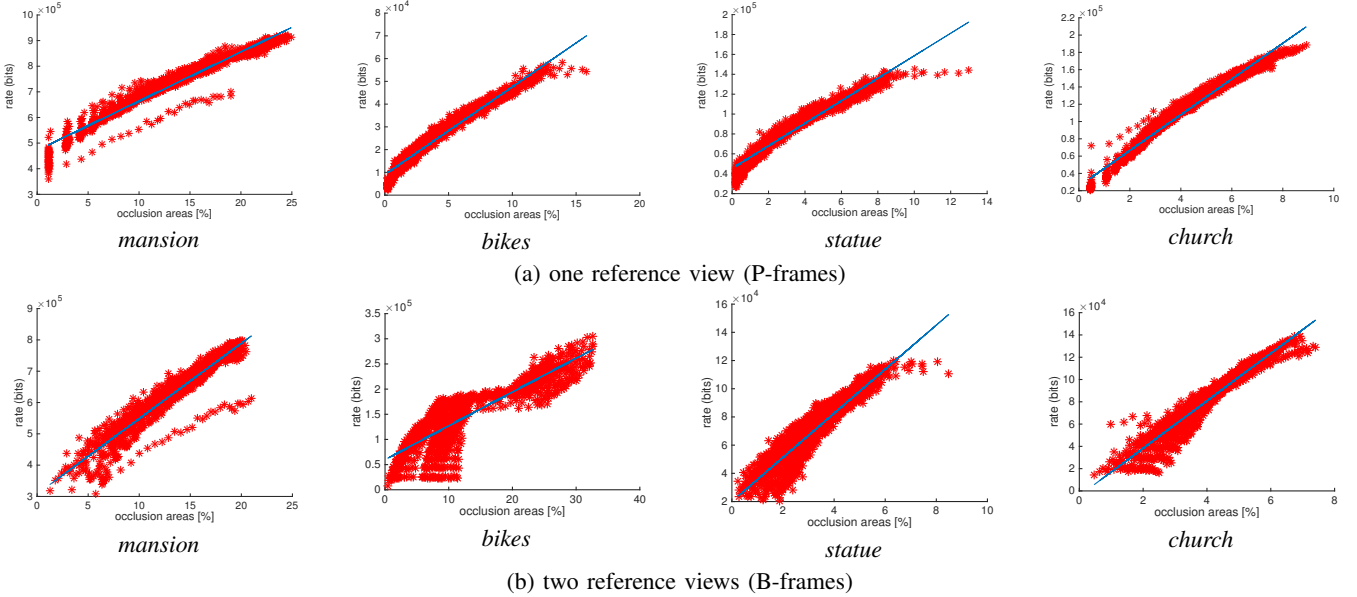 ×10^5
10
9
8
7
6
5
4
3
rate (bits)
0 5 10 15 20 25
occlusion areas [%]
mansion
×10^4
8
7
6
5
4
3
2
1
0
rate (bits)
0 5 10 15 20
occlusion areas [%]
bikes
×10^5
2
1.8
1.6
1.4
1.2
1
0.8
0.6
0.4
0.2
rate (bits)
0 2 4 6 8 10 12 14
occlusion areas [%]
statue
×10^5
2.2
2
1.8
1.6
1.4
1.2
1
0.8
0.6
0.4
0.2
rate (bits)
0 2 4 6 8 10
occlusion areas [%]
church
(a) one reference view (P-frames)
×10^5
9
8
7
6
5
4
3
rate (bits)
0 5 10 15 20 25
occlusion areas [%]
mansion
×10^5
3.5
3
2.5
2
1.5
1
0.5
0
rate (bits)
0 10 20 30 40
occlusion areas [%]
bikes
×10^4
16
14
12
10
8
6
4
2
rate (bits)
0 2 4 6 8 10
occlusion areas [%]
statue
×10^4
16
14
12
10
8
6
4
2
0
rate (bits)
0 2 4 6 8
occlusion areas [%]
church
(b) two reference views (B-frames)